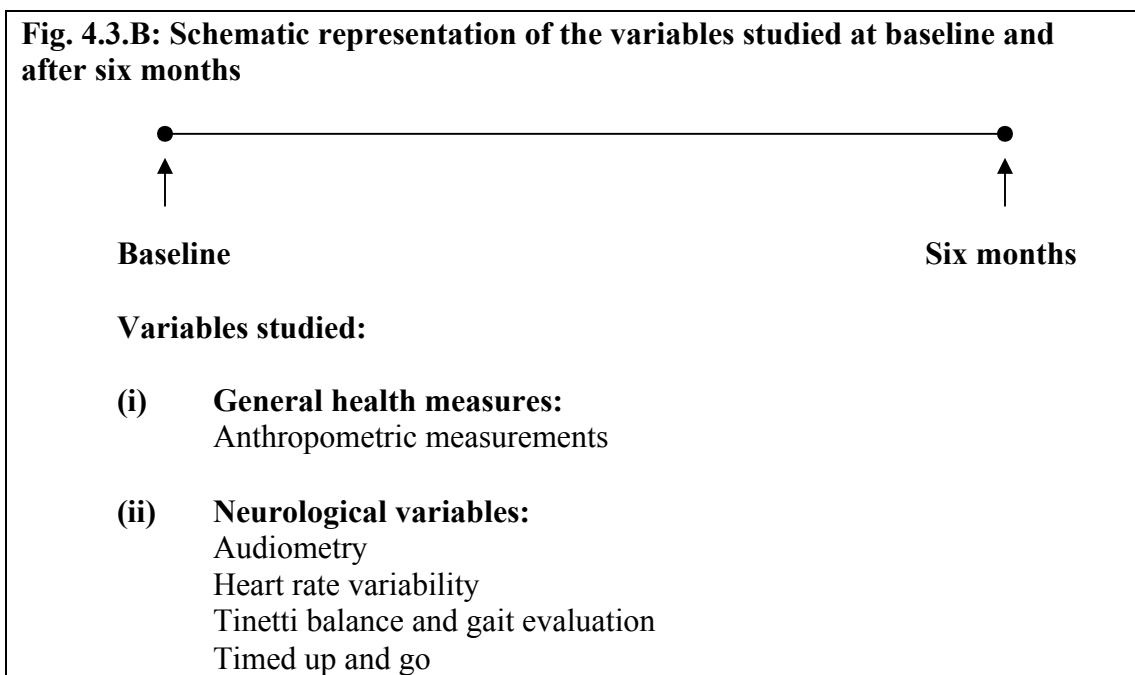 Fig. 4.3.B: Schematic representation of the variables studied at baseline and
after six months
Baseline Six months
Variables studied:
(i) General health measures:
Anthropometric measurements
(ii) Neurological variables:
Audiometry
Heart rate variability
Tinetti balance and gait evaluation
Timed up and go